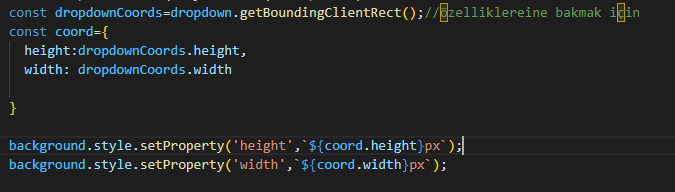 const dropdownCoords=dropdown.getBoundingClientRect();//özelliklereine bakmak için
const coord={
height:dropdownCoords.height,
width: dropdownCoords.width
}
background.style.setProperty('height',`${coord.height}px`);
background.style.setProperty('width',`${coord.width}px`);